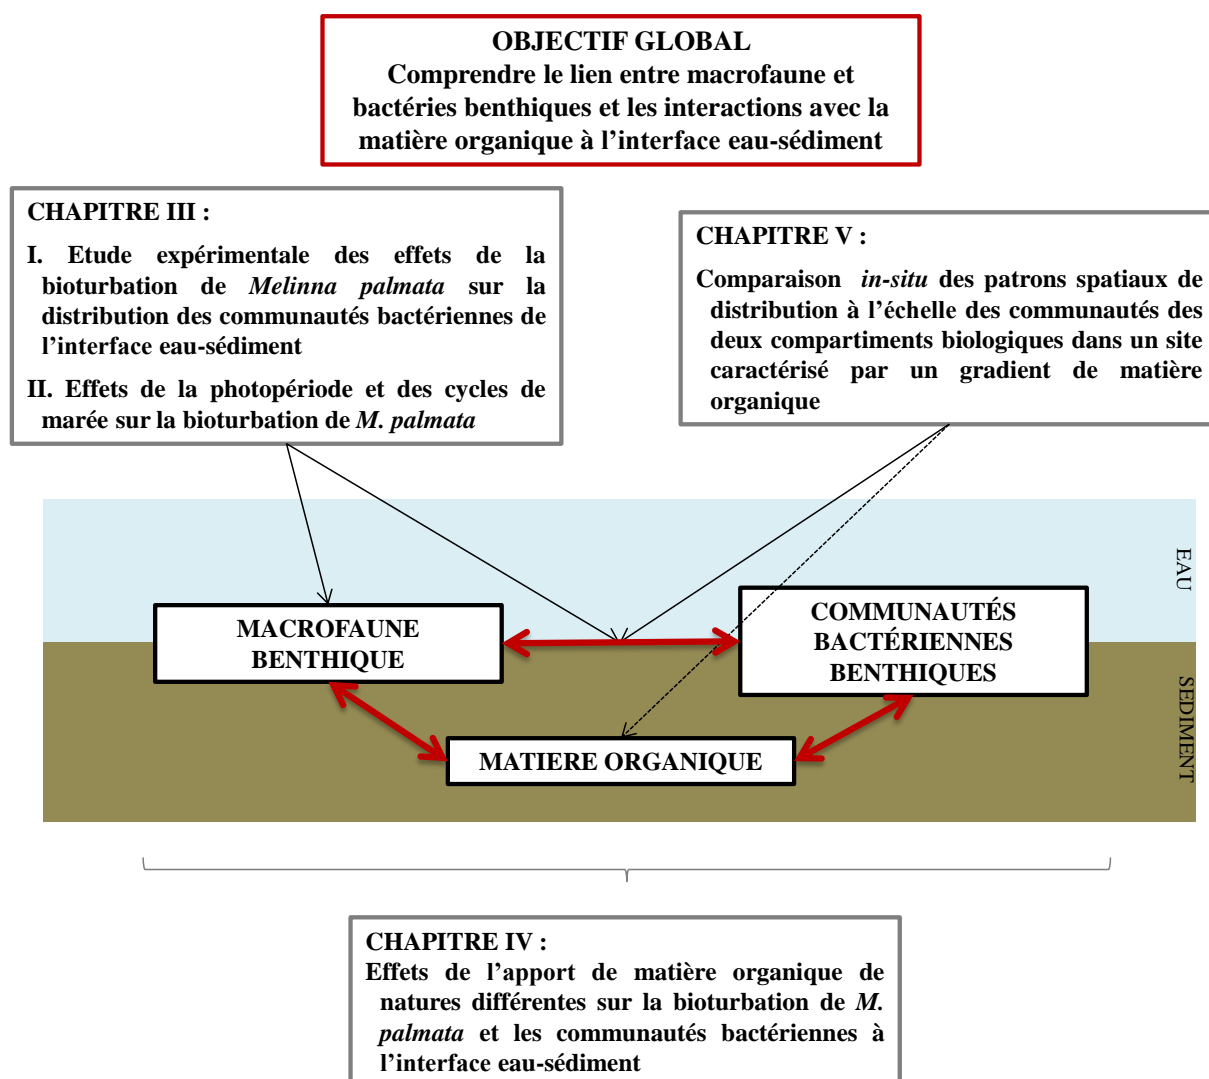 OBJECTIF GLOBAL
Comprendre le lien entre macrofaune et
bactéries benthiques et les interactions avec la
matière organique à l’interface eau-sédiment
CHAPITRE III :
I. Etude expérimentale des effets de la
bioturbation de Melinna palmata sur la
distribution des communautés bactériennes de
l’interface eau-sédiment
II. Effets de la photopériode et des cycles de
marée sur la bioturbation de M. palmata
CHAPITRE V :
Comparaison in-situ des patrons spatiaux de
distribution à l’échelle des communautés des
deux compartiments biologiques dans un site
caractérisé par un gradient de matière
organique
EAU
MACROFAUNE
BENTHIQUE
COMMUNAUTÉS
BACTÉRIENNES
BENTHIQUES
SEDIMENT
MATIERE ORGANIQUE
CHAPITRE IV :
Effets de l’apport de matière organique de
natures différentes sur la bioturbation de M.
palmata et les communautés bactériennes à
l’interface eau-sédiment